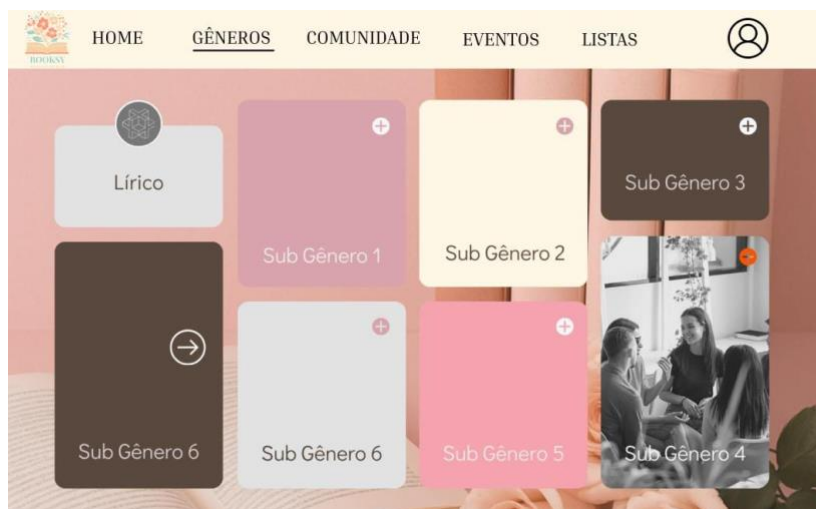 BOOKSY
HOME
GÊNEROS
COMUNIDADE
EVENTOS
LISTAS
Lírico
Sub Gênero 1
Sub Gênero 2
Sub Gênero 3
Sub Gênero 6
Sub Gênero 6
Sub Gênero 5
Sub Gênero 4